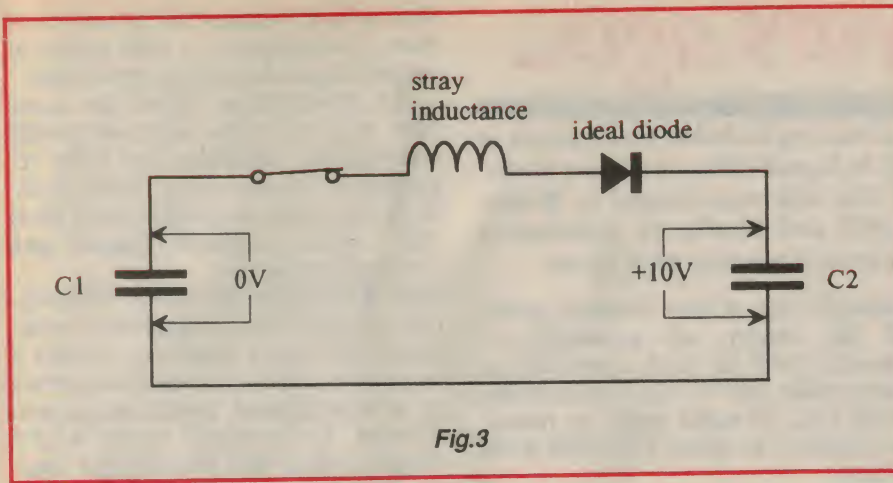 stray
inductance
ideal diode
C1
0V
+10V
C2
Fig.3